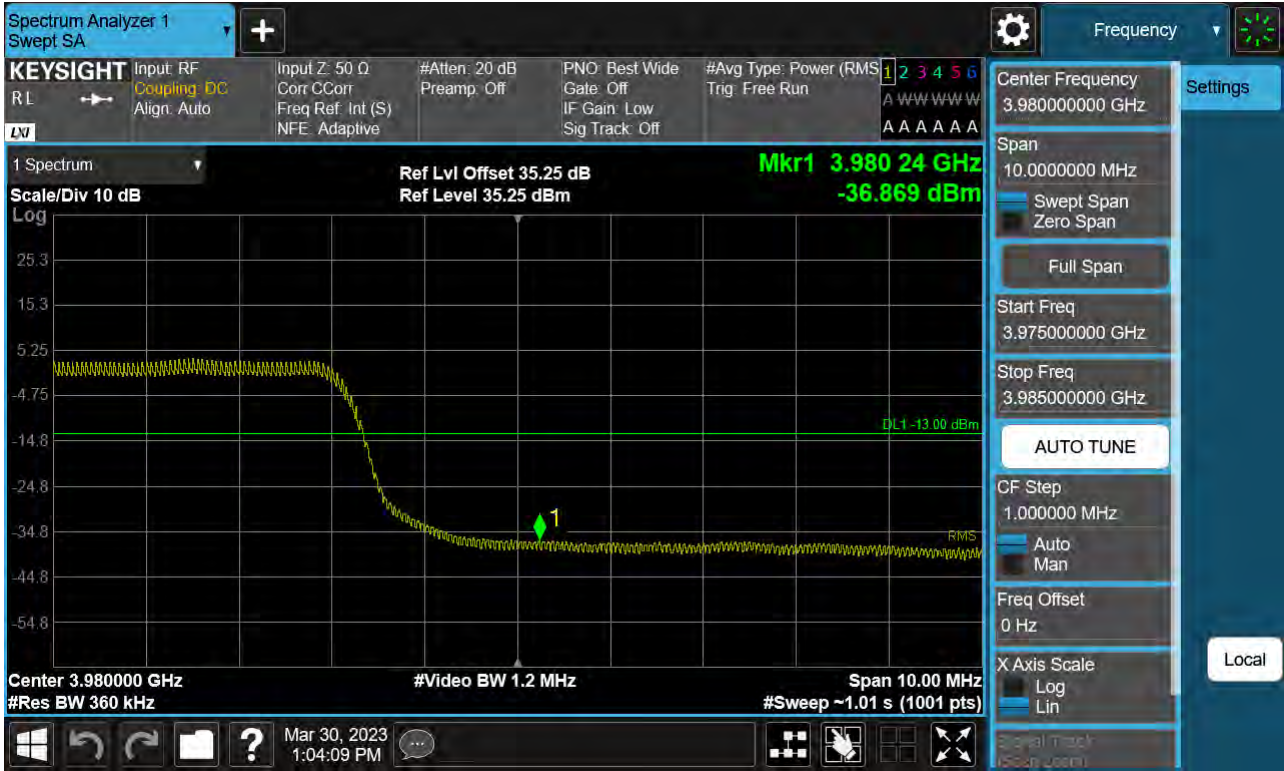 Spectrum Analyzer 1
Swept SA
+
Frequency
KEYSIGHT
RL
LXI
Input: RF
Coupling: DC
Align: Auto
Input Z: 50 Ω
Corr CCorr
Freq Ref: Int (S)
NFE: Adaptive
#Atten: 20 dB
Preamp: Off
PNO: Best Wide
Gate: Off
IF Gain: Low
Sig Track: Off
#Avg Type: Power (RMS
Trig: Free Run
1 2 3 4 5 6
A W W W W W
A A A A A A
1 Spectrum
Scale/Div 10 dB
Log
Ref Lvl Offset 35.25 dB
Ref Level 35.25 dBm
Mkr1 3.980 24 GHz
-36.869 dBm
25.3
15.3
5.25
-4.75
-14.8
-24.8
-34.8
-44.8
-54.8
DL1 -13.00 dBm
1
RMS
Center 3.980000 GHz
#Res BW 360 kHz
#Video BW 1.2 MHz
Span 10.00 MHz
#Sweep ~1.01 s (1001 pts)
Center Frequency
3.980000000 GHz
Settings
Span
10.0000000 MHz
Swept Span
Zero Span
Full Span
Start Freq
3.975000000 GHz
Stop Freq
3.985000000 GHz
AUTO TUNE
CF Step
1.000000 MHz
Auto
Man
Freq Offset
0 Hz
X Axis Scale
Log
Lin
Local
Signal Track
(Span Zoom)
?
Mar 30, 2023
1:04:09 PM